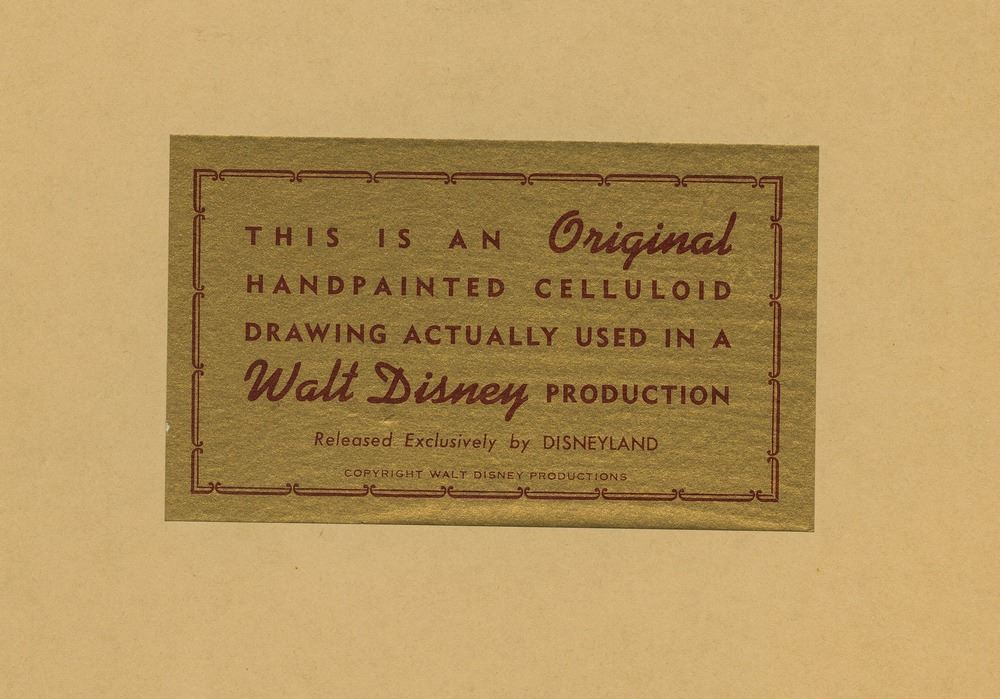 THIS IS AN Original
HANDPAINTED CELLULOID
DRAWING ACTUALLY USED IN A
Walt Disney PRODUCTION
Released Exclusively by DISNEYLAND
COPYRIGHT WALT DISNEY PRODUCTIONS